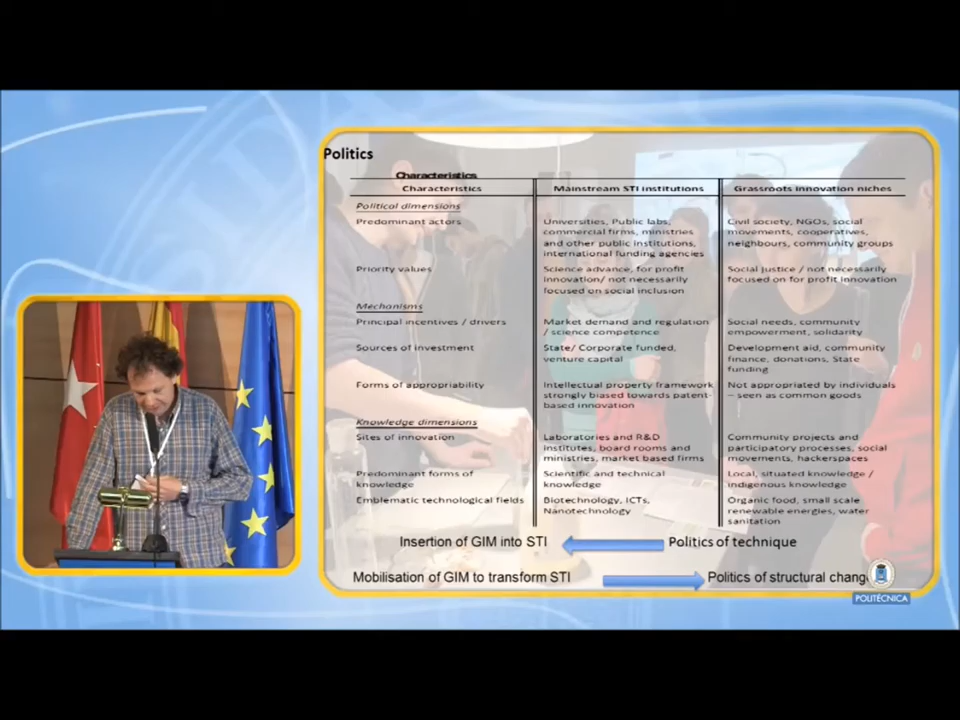 Politics
Characteristics
Characteristics Mainstream STI institutions Grassroots innovation niches
Political dimensions
Predominant actors
Universities, Public labs,
commercial firms, ministries
and other public institutions,
international funding agencies
Civil society, NGOs, social
movements, cooperatives,
neighbours, community groups
Priority values
Science advance, for profit
innovation/ not necessarily
focused on social inclusion
Social justice / not necessarily
focused on for profit innovation
Mechanisms
Principal incentives / drivers
Market demand and regulation
/ science competence
Social needs, community
empowerment, solidarity
Sources of investment
State/ Corporate funded,
venture capital
Development aid, community
finance, donations, State
funding
Forms of appropriability
Intellectual property framework
strongly biased towards patent-
based innovation
Not appropriated by individuals
– seen as common goods
Knowledge dimensions
Sites of innovation
Laboratories and R&D
institutes, board rooms and
ministries, market based firms
Community projects and
participatory processes, social
movements, hackerspaces
Predominant forms of
knowledge
Scientific and technical
knowledge
Local, situated knowledge /
indigenous knowledge
Emblematic technological fields
Biotechnology, ICTs,
Nanotechnology
Organic food, small scale
renewable energies, water
sanitation
Insertion of GIM into STI Politics of technique
Mobilisation of GIM to transform STI Politics of structural chang
POLITÉCNICA